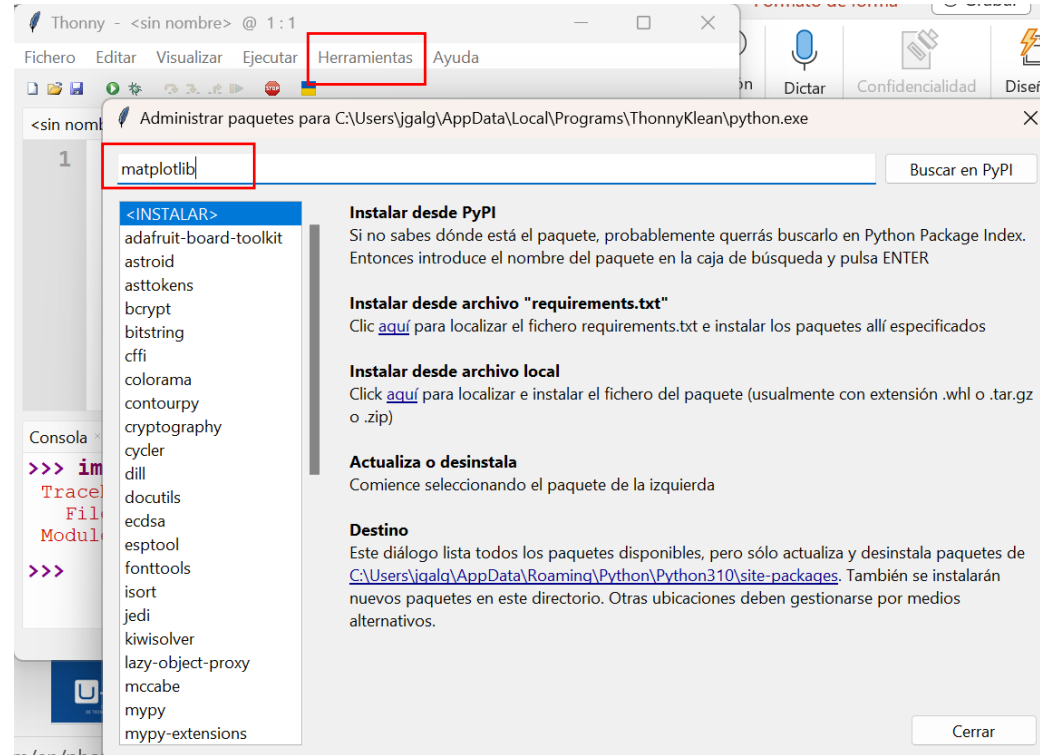 Thonny - <sin nombre> @ 1 : 1
Fichero Editar Visualizar Ejecutar Herramientas Ayuda
Dictar
Confidencialidad
<sin
1
Administrar paquetes para C:\Users\jgalg\AppData\Local\Programs\ThonnyKlean\python.exe
matplotlib
Buscar en PyPI
<INSTALAR>
adafruit-board-toolkit
astroid
asttokens
bcrypt
bitstring
cffi
colorama
contourpy
cryptography
cycler
dill
docutils
ecdsa
esptool
fonttools
isort
jedi
kiwisolver
lazy-object-proxy
mccabe
mypy
mypy-extensions
Instalar desde PyPI
Si no sabes dónde está el paquete, probablemente querrás buscarlo en Python Package Index.
Entonces introduce el nombre del paquete en la caja de búsqueda y pulsa ENTER
Instalar desde archivo "requirements.txt"
Clic aquí para localizar el fichero requirements.txt e instalar los paquetes allí especificados
Instalar desde archivo local
Click aquí para localizar e instalar el fichero del paquete (usualmente con extensión .whl o .tar.gz
o .zip)
Actualiza o desinstala
Comience seleccionando el paquete de la izquierda
Destino
Este diálogo lista todos los paquetes disponibles, pero sólo actualiza y desinstala paquetes de
C:\Users\jgalg\AppData\Roaming\Python\Python310\site-packages. También se instalarán
nuevos paquetes en este directorio. Otras ubicaciones deben gestionarse por medios
alternativos.
Cerrar
Consola
>>> im
Trace
Fil
Modul
>>>